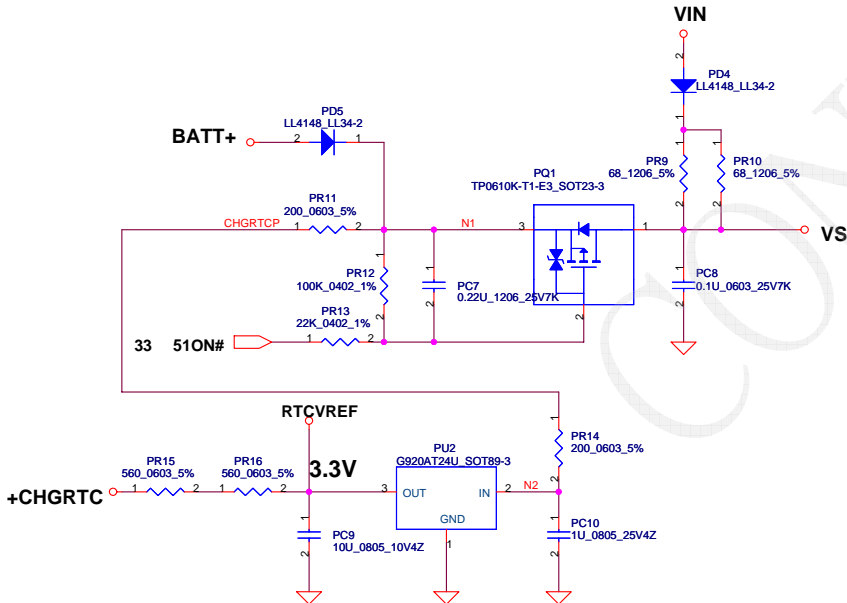 VIN
2
PD4
LL4148_LL34-2
1
PD5
LL4148_LL34-2
BATT+
2
1
1
1
PR9
68_1206_5%
PR10
68_1206_5%
2
2
PQ1
TP0610K-T1-E3_SOT23-3
PR11
200_0603_5%
CHGRTCP
1
2
N1
3
1
VS
1
PR12
100K_0402_1%
2
1
PC7
0.22U_1206_25V7K
2
2
1
PC8
0.1U_0603_25V7K
2
PR13
22K_0402_1%
33
51ON#
1
2
RTCVREF
1
PR14
200_0603_5%
2
PR15
560_0603_5%
PR16
560_0603_5%
3.3V
PU2
G920AT24U_SOT89-3
+CHGRTC
1
2
1
2
3
OUT
IN
2
N2
GND
1
1
PC9
10U_0805_10V4Z
2
1
PC10
1U_0805_25V4Z
2
CON